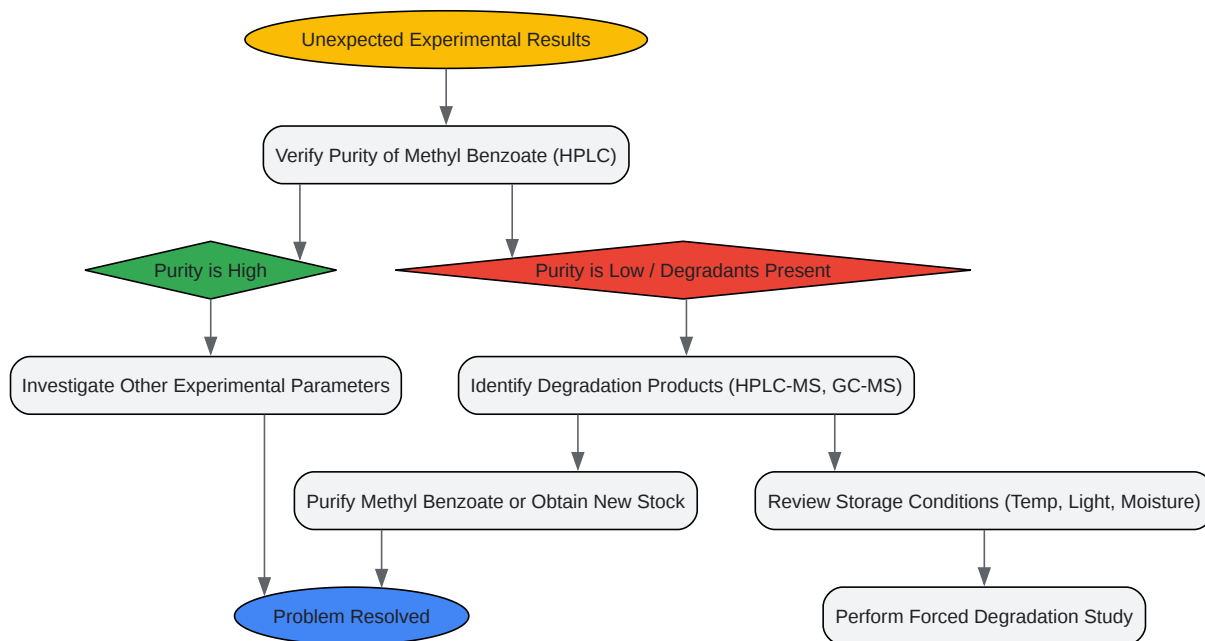 Unexpected Experimental Results
Verify Purity of Methyl Benzoate (HPLC)
Purity is High
Purity is Low / Degradants Present
Investigate Other Experimental Parameters
Identify Degradation Products (HPLC-MS, GC-MS)
Purify Methyl Benzoate or Obtain New Stock
Review Storage Conditions (Temp, Light, Moisture)
Problem Resolved
Perform Forced Degradation Study